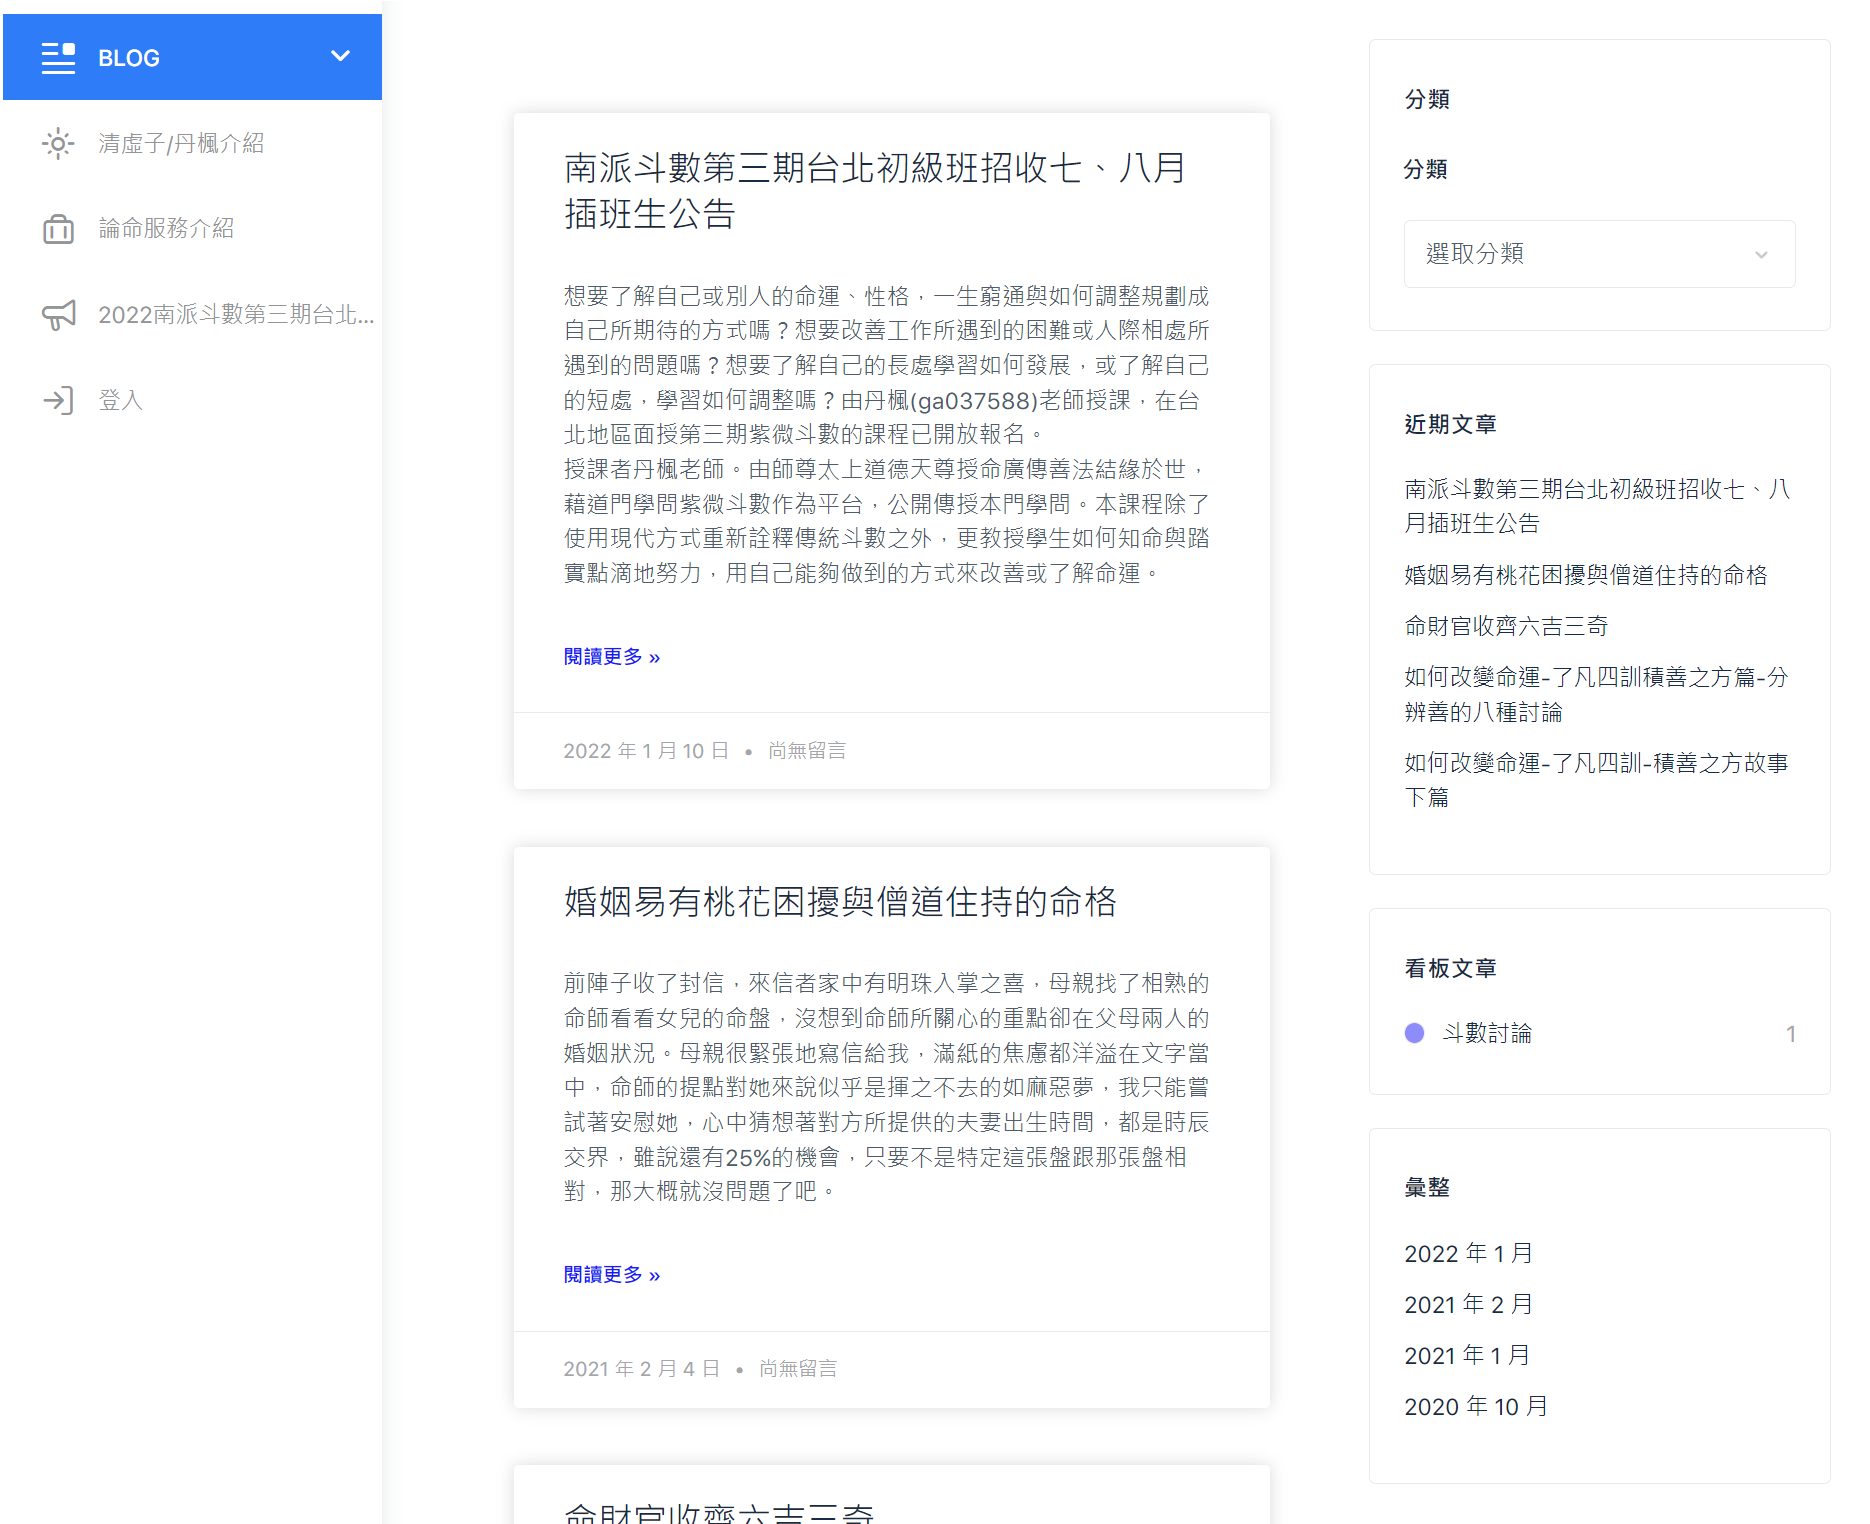 BLOG
清虛子/丹楓介紹
論命服務介紹
2022南派斗數第三期台北...
登入
南派斗數第三期台北初級班招收七、八月
插班生公告
想要了解自己或別人的命運、性格，一生窮通與如何調整規劃成
自己所期待的方式嗎？想要改善工作所遇到的困難或人際相處所
遇到的問題嗎？想要了解自己的長處學習如何發展，或了解自己
的短處，學習如何調整嗎？由丹楓(ga037588)老師授課，在台
北地區面授第三期紫微斗數的課程已開放報名。
授課者丹楓老師。由師尊太上道德天尊授命廣傳善法結緣於世，
藉道門學問紫微斗數作為平台，公開傳授本門學問。本課程除了
使用現代方式重新詮釋傳統斗數之外，更教授學生如何知命與踏
實點滴地努力，用自己能夠做到的方式來改善或了解命運。
閱讀更多 »
2022 年 1 月 10 日 • 尚無留言
婚姻易有桃花困擾與僧道住持的命格
前陣子收了封信，來信者家中有明珠入掌之喜，母親找了相熟的
命師看看女兒的命盤，沒想到命師所關心的重點卻在父母兩人的
婚姻狀況。母親很緊張地寫信給我，滿紙的焦慮都洋溢在文字當
中，命師的提點對她來說似乎是揮之不去的如麻惡夢，我只能嘗
試著安慰她，心中猜想著對方所提供的夫妻出生時間，都是時辰
交界，雖說還有25%的機會，只要不是特定這張盤跟那張盤相
對，那大概就沒問題了吧。
閱讀更多 »
2021 年 2 月 4 日 • 尚無留言
命財官收齊六吉三奇
分類
分類
選取分類
近期文章
南派斗數第三期台北初級班招收七、八
月插班生公告
婚姻易有桃花困擾與僧道住持的命格
命財官收齊六吉三奇
如何改變命運-了凡四訓積善之方篇-分
辨善的八種討論
如何改變命運-了凡四訓-積善之方故事
下篇
看板文章
斗數討論 1
彙整
2022 年 1 月
2021 年 2 月
2021 年 1 月
2020 年 10 月